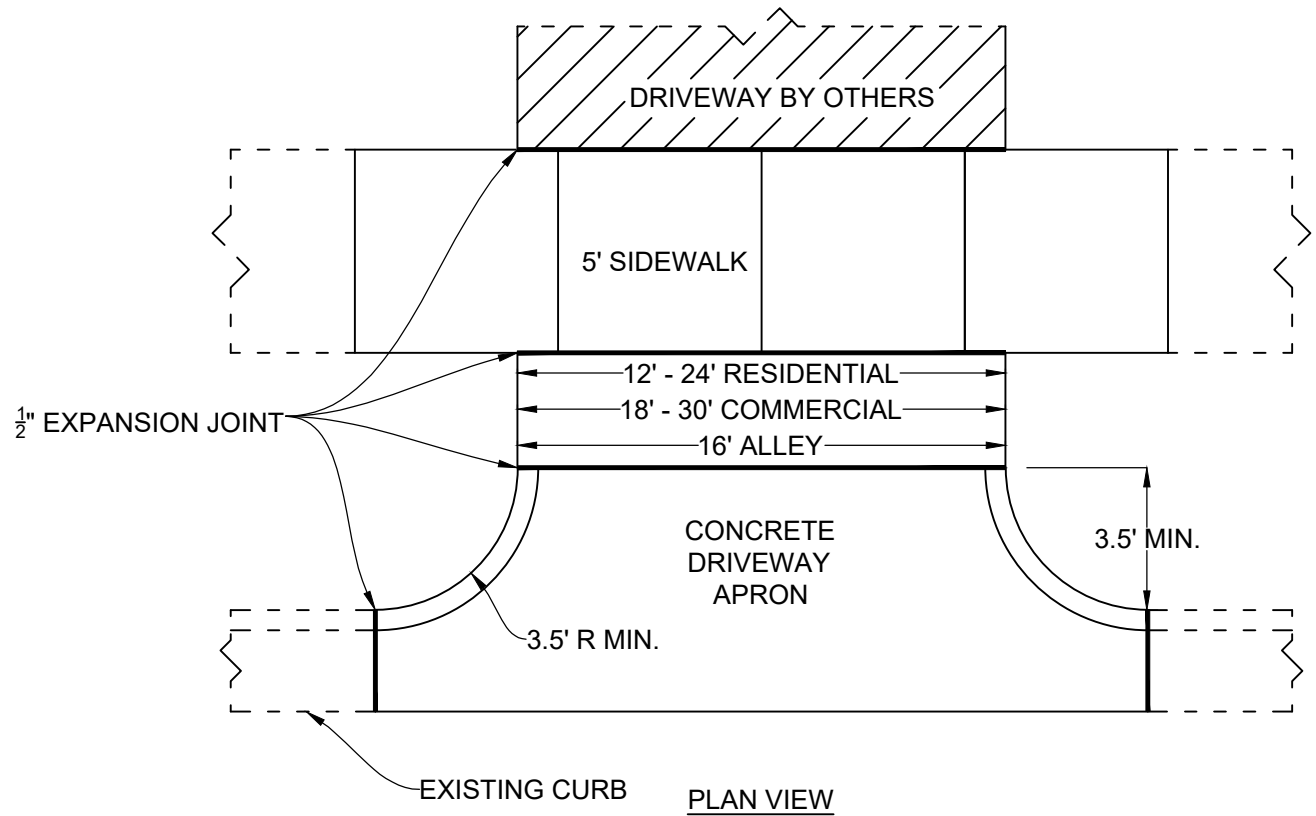 DRIVEWAY BY OTHERS
5' SIDEWALK
12' - 24' RESIDENTIAL
18' - 30' COMMERCIAL
16' ALLEY
½" EXPANSION JOINT
CONCRETE
DRIVEWAY
APRON
3.5' MIN.
3.5' R MIN.
EXISTING CURB
PLAN VIEW